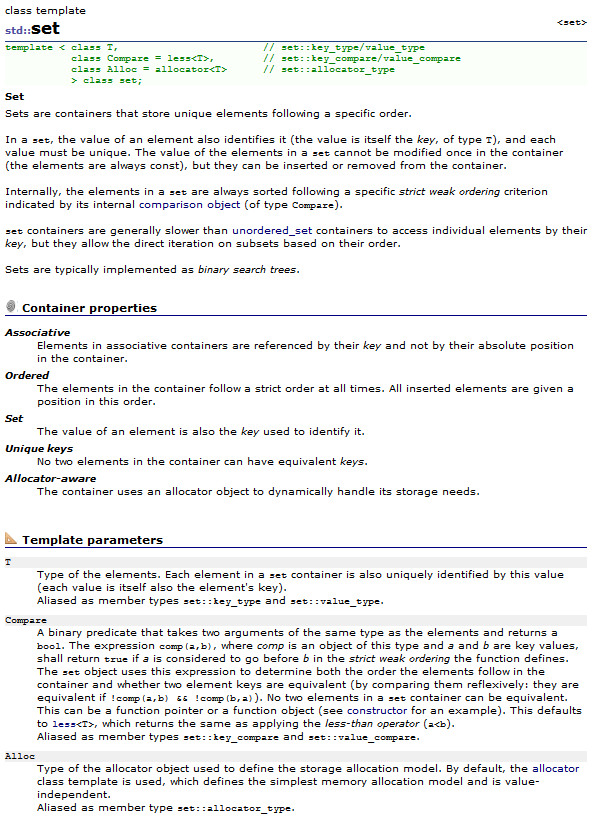 class template
std::set
<set>
template < class T, // set::key_type/value_type
class Compare = less<T>, // set::key_compare/value_compare
class Alloc = allocator<T> // set::allocator_type
> class set;
Set
Sets are containers that store unique elements following a specific order.
In a set, the value of an element also identifies it (the value is itself the key, of type T), and each
value must be unique. The value of the elements in a set cannot be modified once in the container
(the elements are always const), but they can be inserted or removed from the container.
Internally, the elements in a set are always sorted following a specific strict weak ordering criterion
indicated by its internal comparison object (of type Compare).
set containers are generally slower than unordered_set containers to access individual elements by their
key, but they allow the direct iteration on subsets based on their order.
Sets are typically implemented as binary search trees.
Container properties
Associative
Elements in associative containers are referenced by their key and not by their absolute position
in the container.
Ordered
The elements in the container follow a strict order at all times. All inserted elements are given a
position in this order.
Set
The value of an element is also the key used to identify it.
Unique keys
No two elements in the container can have equivalent keys.
Allocator-aware
The container uses an allocator object to dynamically handle its storage needs.
Template parameters
T
Type of the elements. Each element in a set container is also uniquely identified by this value
(each value is itself also the element's key).
Aliased as member types set::key_type and set::value_type.
Compare
A binary predicate that takes two arguments of the same type as the elements and returns a
bool. The expression comp(a,b), where comp is an object of this type and a and b are key values,
shall return true if a is considered to go before b in the strict weak ordering the function defines.
The set object uses this expression to determine both the order the elements follow in the
container and whether two element keys are equivalent (by comparing them reflexively: they are
equivalent if !comp(a,b) && !comp(b,a)). No two elements in a set container can be equivalent.
This can be a function pointer or a function object (see constructor for an example). This defaults
to less<T>, which returns the same as applying the less-than operator (a<b).
Aliased as member types set::key_compare and set::value_compare.
Alloc
Type of the allocator object used to define the storage allocation model. By default, the allocator
class template is used, which defines the simplest memory allocation model and is value-
independent.
Aliased as member type set::allocator_type.